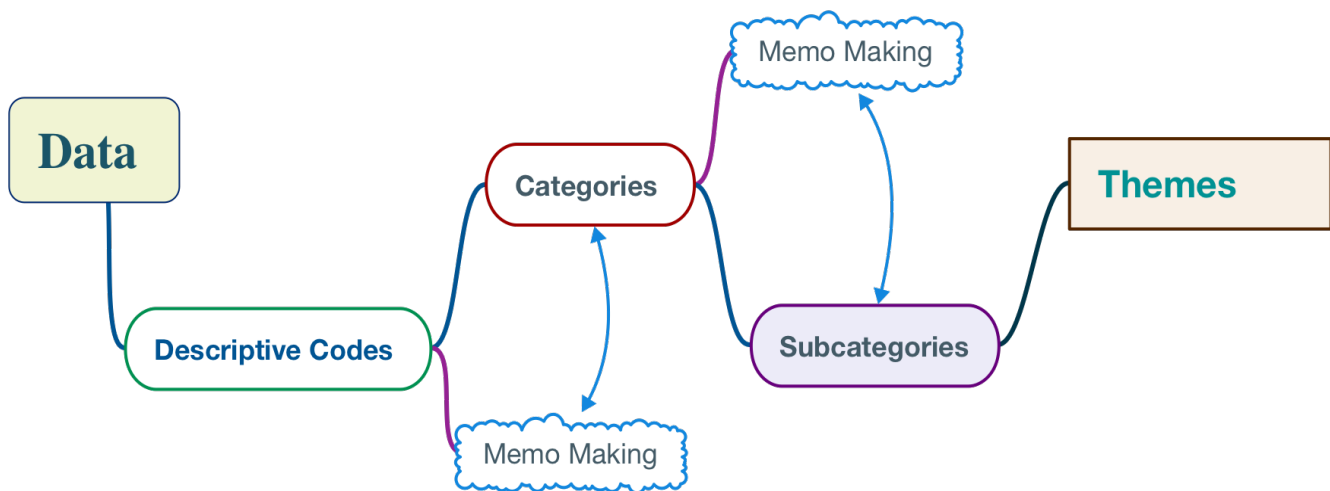 Data
Descriptive Codes
Categories
Memo Making
Memo Making
Subcategories
Themes